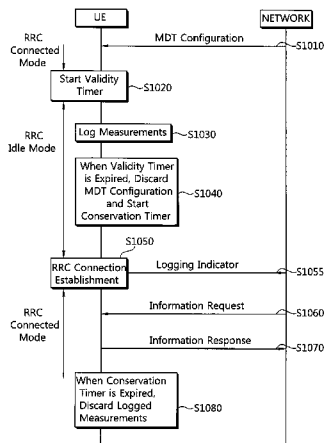 UE
NETWORK
RRC
Connected
Mode
MDT Configuration
S1010
Start Validity
Timer
S1020
RRC
Idle Mode
Log Measurements
S1030
When Validity Timer
is Expired, Discard
MDT Configuration
and Start
Conservation Timer
S1040
S1050
RRC Connection
Establishment
Logging Indicator
S1055
RRC
Connected
Mode
Information Request
S1060
Information Response
S1070
When Conservation
Timer is Expired,
Discard Logged
Measurements
S1080